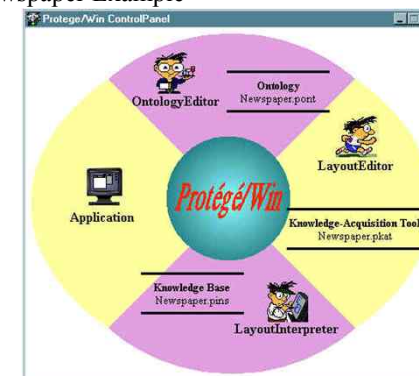 wspaper Example
Protege/Win ControlPanel
Ontology
Newspaper.pont
OntologyEditor
LayoutEditor
Protégé/Win
Application
Knowledge-Acquisition Tool
Newspaper.pkat
Knowledge Base
Newspaper.pins
LayoutInterpreter